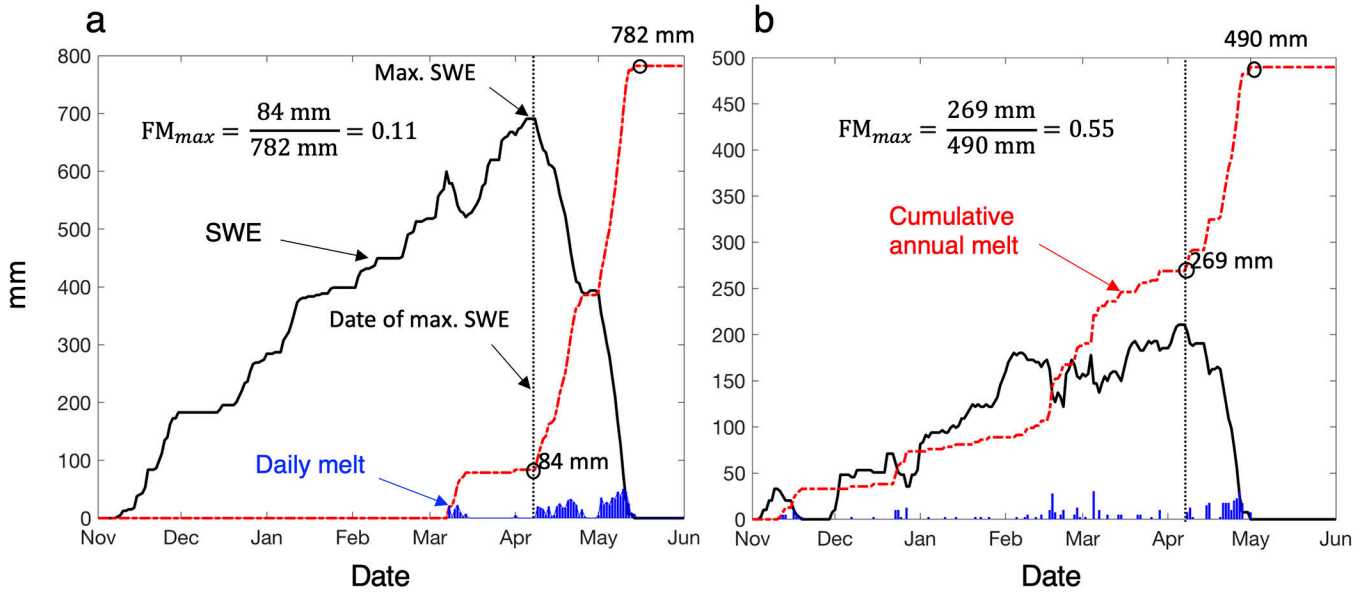 a
782 mm
800
700
600
500
400
300
200
100
0
mm
Nov Dec Jan Feb Mar Apr May Jun
Date
FM_max = 84 mm / 782 mm = 0.11
Max. SWE
SWE
Date of max. SWE
Daily melt
84 mm
b
490 mm
500
450
400
350
300
250
200
150
100
50
0
Nov Dec Jan Feb Mar Apr May Jun
Date
FM_max = 269 mm / 490 mm = 0.55
Cumulative
annual melt
269 mm